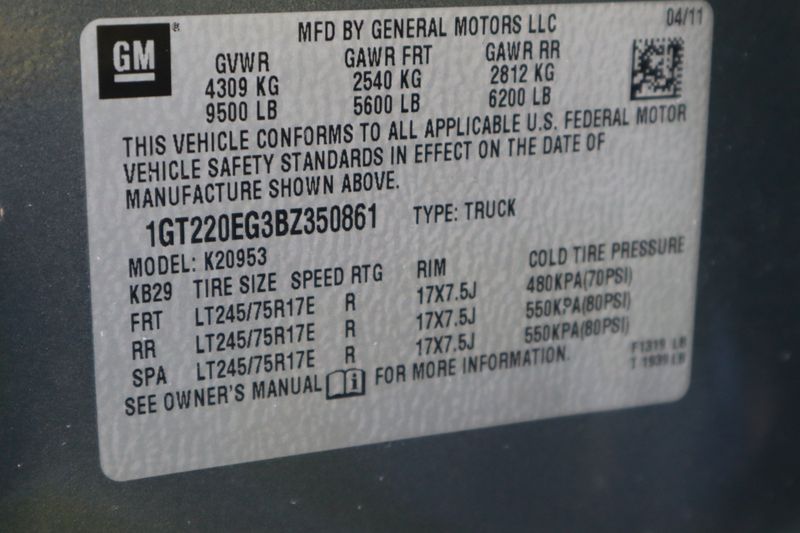 GM
MFD BY GENERAL MOTORS LLC
04/11
GVWR GAWR FRT GAWR RR
4309 KG 2540 KG 2812 KG
9500 LB 5600 LB 6200 LB
THIS VEHICLE CONFORMS TO ALL APPLICABLE U.S. FEDERAL MOTOR
VEHICLE SAFETY STANDARDS IN EFFECT ON THE DATE OF
MANUFACTURE SHOWN ABOVE.
1GT220EG3BZ350861 TYPE: TRUCK
MODEL: K20953
KB29 TIRE SIZE SPEED RTG RIM COLD TIRE PRESSURE
FRT LT245/75R17E R 17X7.5J 480KPA(70PSI)
RR LT245/75R17E R 17X7.5J 550KPA(80PSI)
SPA LT245/75R17E R 17X7.5J 550KPA(80PSI)
SEE OWNER'S MANUAL i FOR MORE INFORMATION.
LB
T 1939 LB